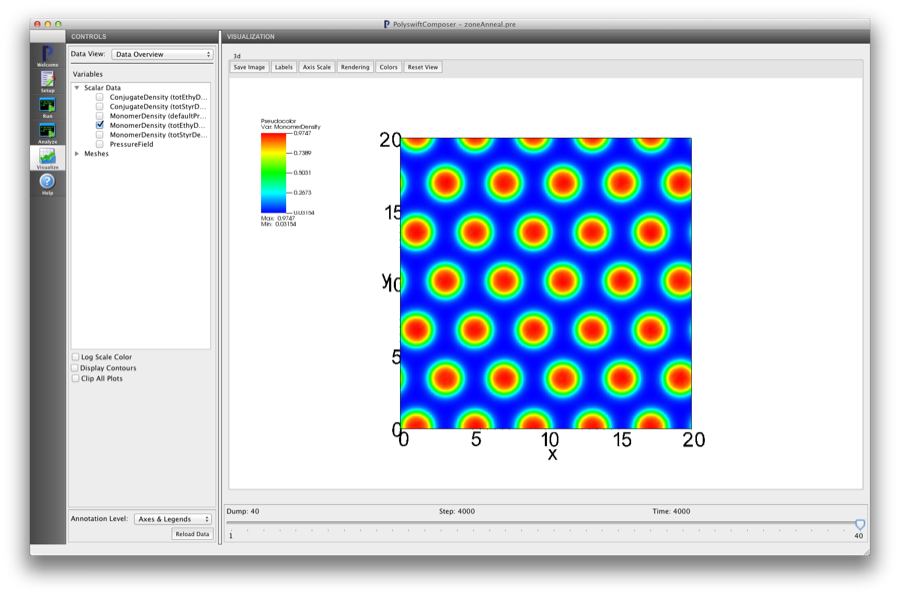 PolyswiftComposer - zoneAnneal.pre
CONTROLS
VISUALIZATION
Welcome
Setup
Run
Analyze
Visualize
Help
Data View: Data Overview
Variables
Scalar Data
ConjugateDensity (totEthyD...
ConjugateDensity (totStyrD...
MonomerDensity (defaultPr...
MonomerDensity (totEthyD...
MonomerDensity (totStyrDe...
PressureField
Meshes
Log Scale Color
Display Contours
Clip All Plots
Annotation Level: Axes & Legends
Reload Data
3d
Save Image Labels Axis Scale Rendering Colors Reset View
Pseudocolor
Var: MonomerDensity
0.9747
0.7389
0.5031
0.2673
0.03154
Max: 0.9747
Min: 0.03154
20
15
y
10
5
0
0 5 10 15 20
x
Dump: 40 Step: 4000 Time: 4000
1 40